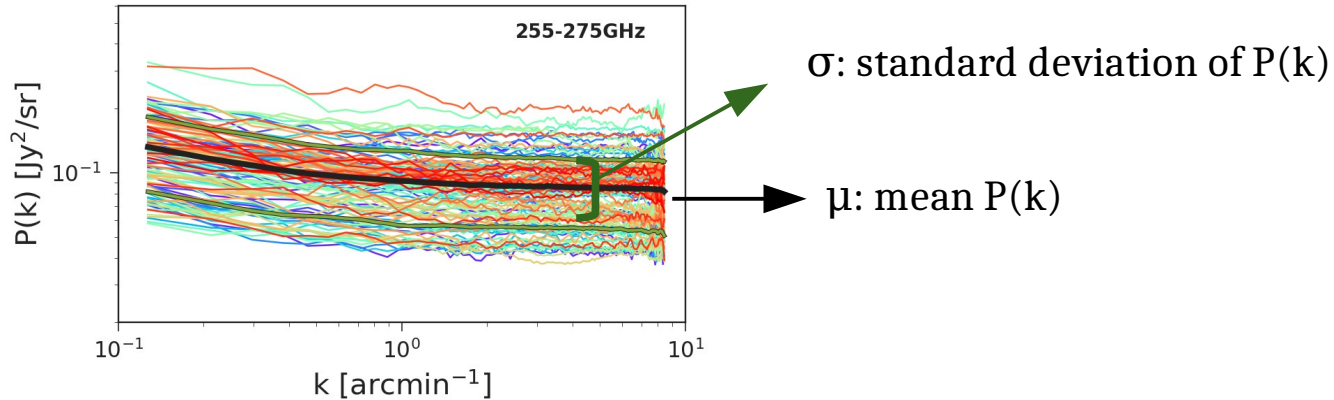 255-275GHz
σ: standard deviation of P(k)
μ: mean P(k)
P(k) [Jy²/sr]
10⁻¹
10⁻¹
10⁰
10¹
k [arcmin⁻¹]